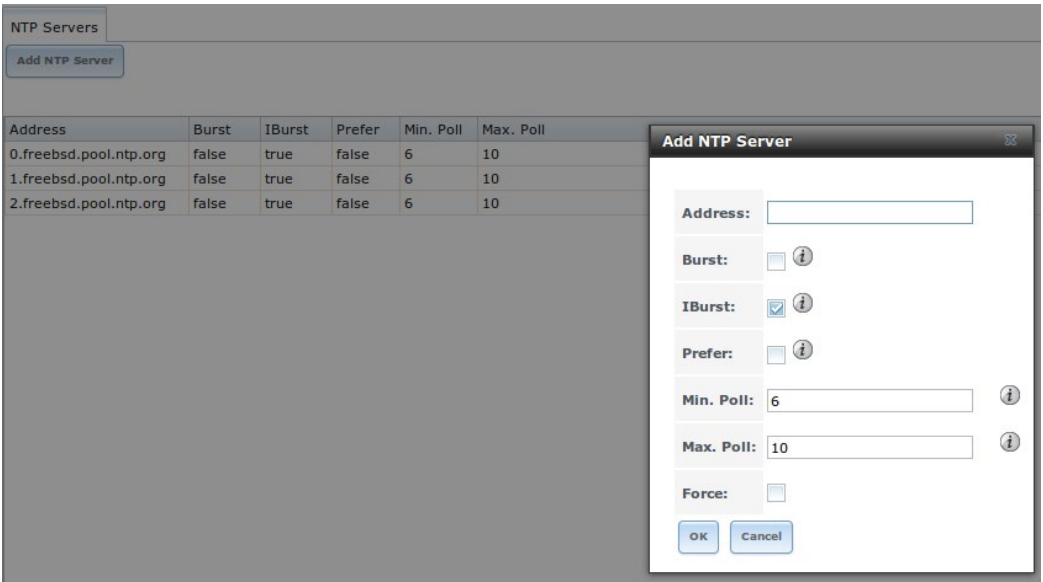 NTP Servers
Add NTP Server
Address Burst IBurst Prefer Min. Poll Max. Poll
0.freebsd.pool.ntp.org false true false 6 10
1.freebsd.pool.ntp.org false true false 6 10
2.freebsd.pool.ntp.org false true false 6 10
Add NTP Server
Address:
Burst:
IBurst:
Prefer:
Min. Poll: 6
Max. Poll: 10
Force:
OK Cancel